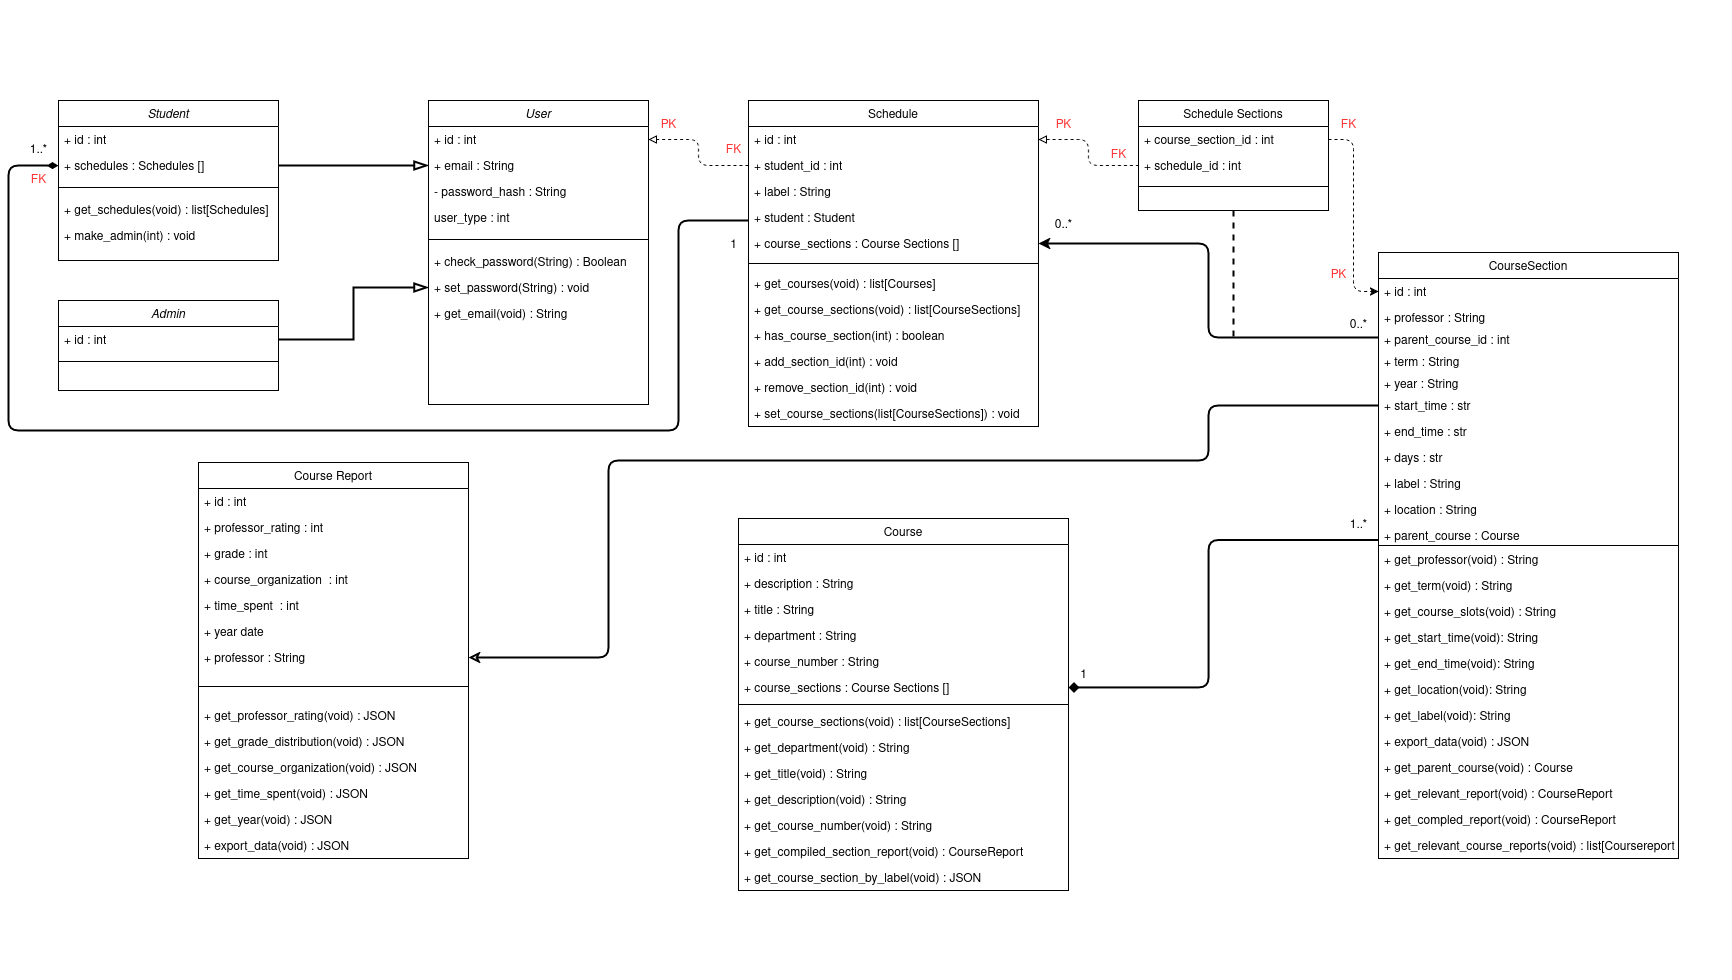 Student
+ id : int
+ schedules : Schedules []
+ get_schedules(void) : list[Schedules]
+ make_admin(int) : void
1..*
FK
Admin
+ id : int
User
+ id : int
+ email : String
- password_hash : String
user_type : int
+ check_password(String) : Boolean
+ set_password(String) : void
+ get_email(void) : String
PK
FK
1
Schedule
+ id : int
+ student_id : int
+ label : String
+ student : Student
+ course_sections : Course Sections []
+ get_courses(void) : list[Courses]
+ get_course_sections(void) : list[CourseSections]
+ has_course_section(int) : boolean
+ add_section_id(int) : void
+ remove_section_id(int) : void
+ set_course_sections(list[CourseSections]) : void
PK
FK
0..*
Schedule Sections
+ course_section_id : int
+ schedule_id : int
FK
PK
0..*
1..*
CourseSection
+ id : int
+ professor : String
+ parent_course_id : int
+ term : String
+ year : String
+ start_time : str
+ end_time : str
+ days : str
+ label : String
+ location : String
+ parent_course : Course
+ get_professor(void) : String
+ get_term(void) : String
+ get_course_slots(void) : String
+ get_start_time(void): String
+ get_end_time(void): String
+ get_location(void): String
+ get_label(void): String
+ export_data(void) : JSON
+ get_parent_course(void) : Course
+ get_relevant_report(void) : CourseReport
+ get_compled_report(void) : CourseReport
+ get_relevant_course_reports(void) : list[Coursereport
Course Report
+ id : int
+ professor_rating : int
+ grade : int
+ course_organization  : int
+ time_spent  : int
+ year date
+ professor : String
+ get_professor_rating(void) : JSON
+ get_grade_distribution(void) : JSON
+ get_course_organization(void) : JSON
+ get_time_spent(void) : JSON
+ get_year(void) : JSON
+ export_data(void) : JSON
Course
+ id : int
+ description : String
+ title : String
+ department : String
+ course_number : String
+ course_sections : Course Sections []
+ get_course_sections(void) : list[CourseSections]
+ get_department(void) : String
+ get_title(void) : String
+ get_description(void) : String
+ get_course_number(void) : String
+ get_compiled_section_report(void) : CourseReport
+ get_course_section_by_label(void) : JSON
1